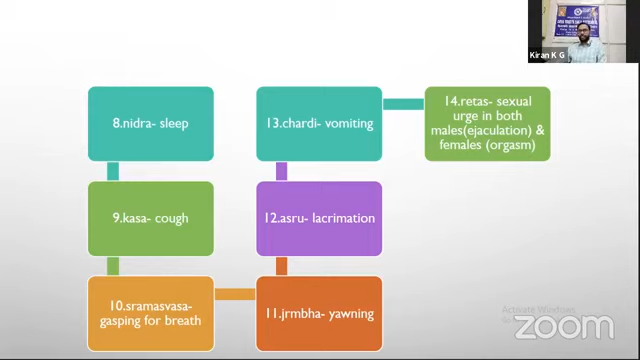 Kiran K G
8.nidra- sleep
9.kasa- cough
10.sramasvasa-
gasping for breath
11.jrmbha- yawning
12.asru- lacrimation
13.chardi- vomiting
14.retas- sexual
urge in both
males(ejaculation) &
females (orgasm)
Activate Windows
zoom